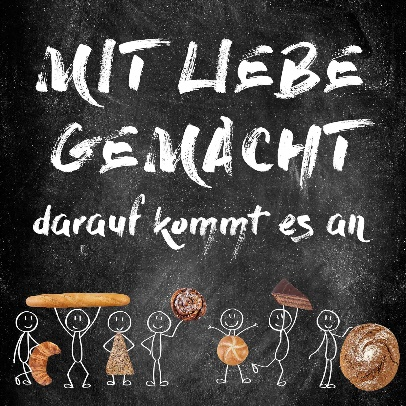 MIT LIEBE
GEMACHT
darauf kommt es an